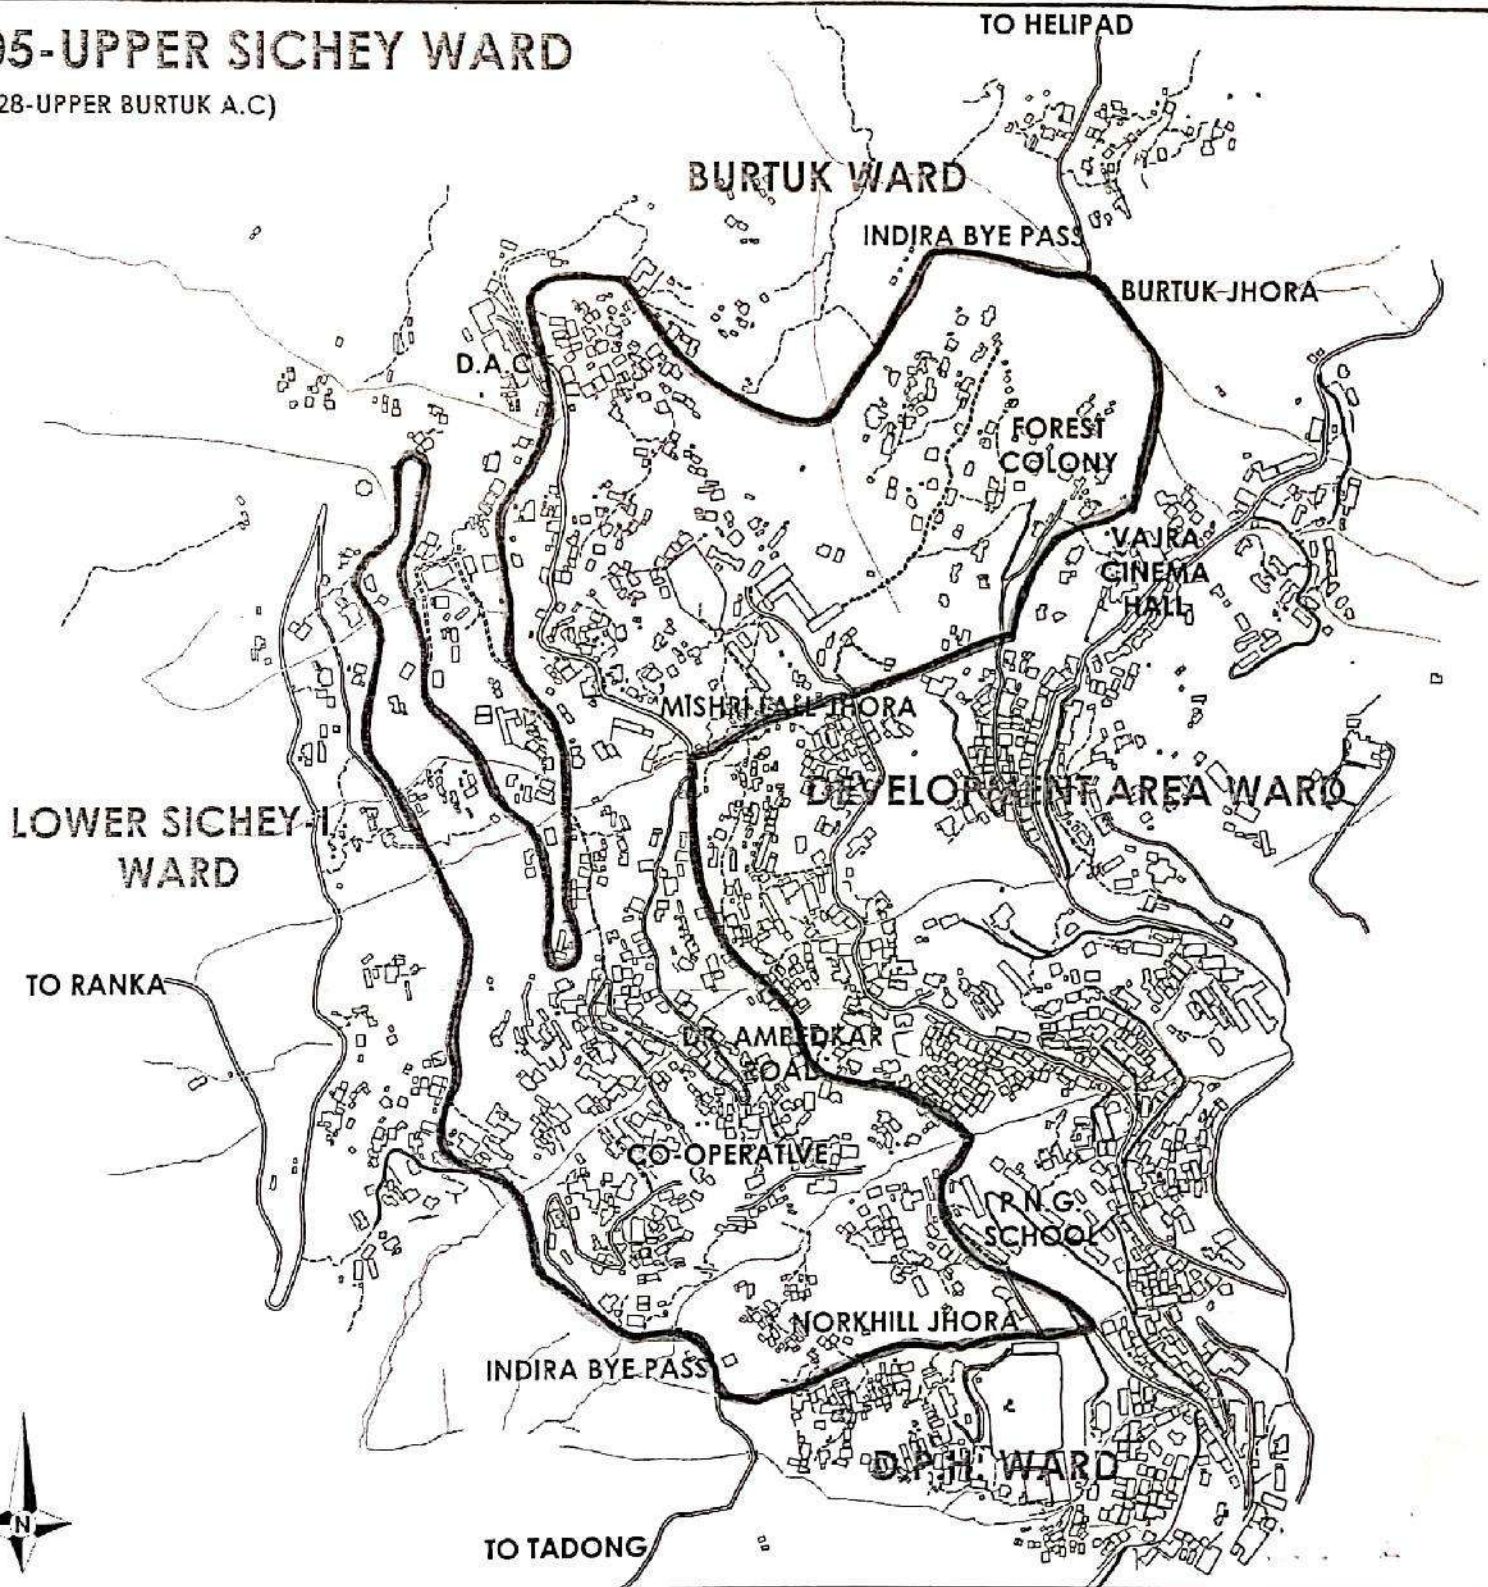 05-UPPER SICHEY WARD
28-UPPER BURTUK A.C)
TO HELIPAD
BURTUK WARD
INDIRA BYE PASS
BURTUK JHORA
D.A.C
FOREST
COLONY
VAJRA
CINEMA
HALL
MISHRI FALL JHORA
DEVELOPMENT AREA WARD
LOWER SICHEY-I
WARD
TO RANKA
DR. AMBEDKAR
ROAD
CO-OPERATIVE
P.N.G.
SCHOOL
NORKHILL JHORA
INDIRA BYE PASS
D.P.H. WARD
N
TO TADONG